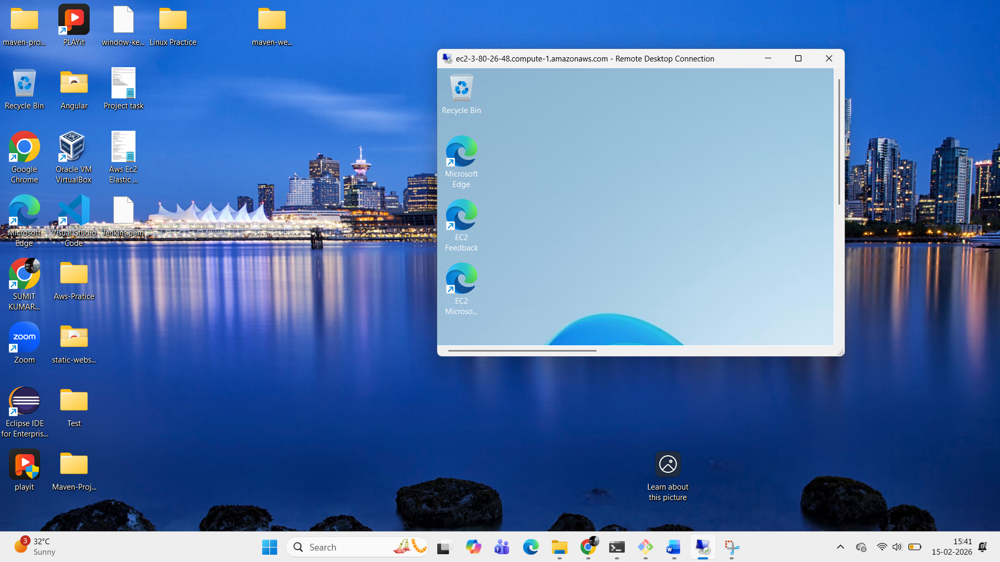 maven-pro...
PLAYit
window-ke...
Linux Practice
maven-we...
Recycle Bin
Angular
Project task
Google
Chrome
Oracle VM
VirtualBox
Aws Ec2
Elastic ...
Microsoft
Edge
Visual Studio
Code
Jenkins.pem
SUMIT
KUMAR...
Aws-Pratice
zoom
Zoom
static-webs...
Eclipse IDE
for Enterpris...
Test
playit
Maven-Proj...
ec2-3-80-26-48.compute-1.amazonaws.com - Remote Desktop Connection
Recycle Bin
Microsoft
Edge
EC2
Feedback
EC2
Microso...
Learn about
this picture
3
32°C
Sunny
Search
15:41
15-02-2026